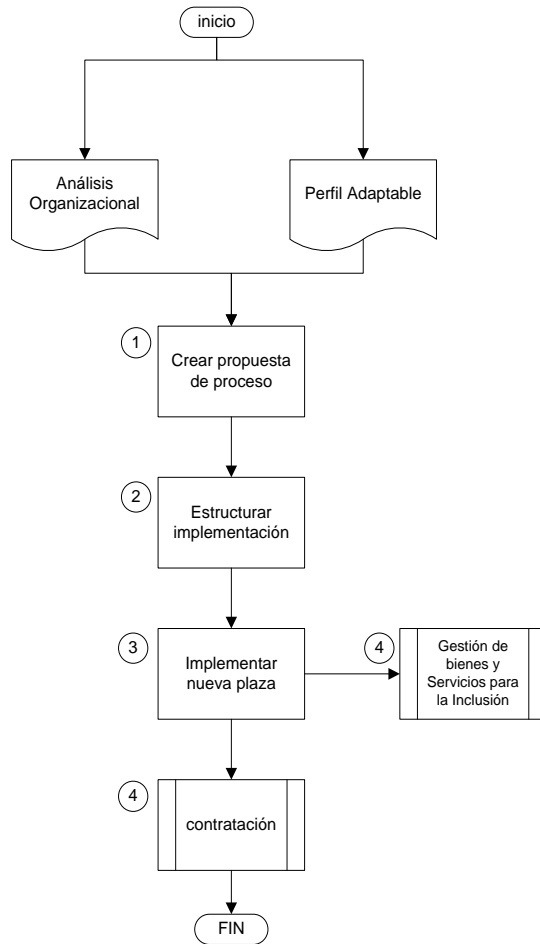 inicio
Análisis
Organizacional
Perfil Adaptable
1
Crear propuesta
de proceso
2
Estructurar
implementación
3
Implementar
nueva plaza
4
Gestión de
bienes y
Servicios para
la Inclusión
4
contratación
FIN